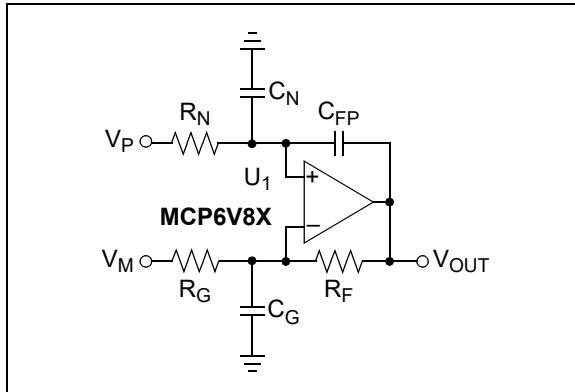 C_N
R_N
C_FP
V_P
U_1
+
MCP6V8X
−
V_M
V_OUT
R_G
R_F
C_G